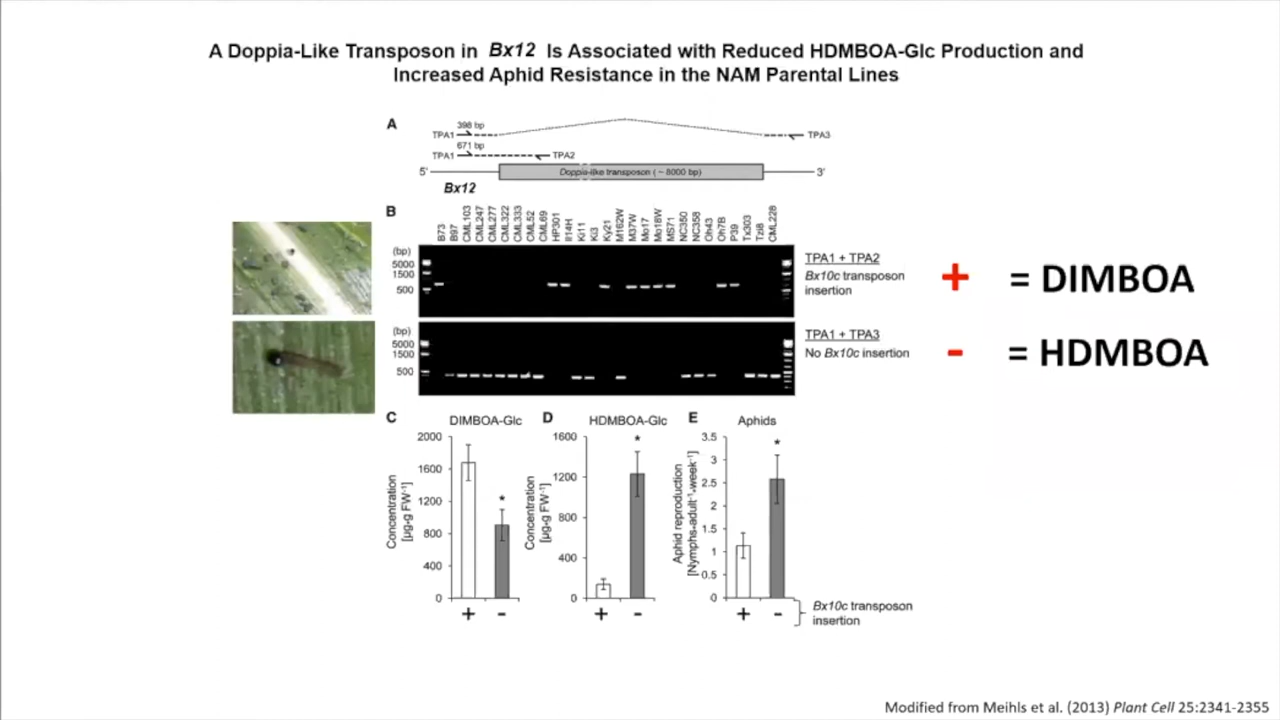 A Doppia-Like Transposon in Bx12 Is Associated with Reduced HDMBOA-Glc Production and
Increased Aphid Resistance in the NAM Parental Lines
A
398 bp
TPA1
TPA3
671 bp
TPA1
TPA2
5'
Doppia-like transposon (~ 8000 bp)
3'
Bx12
B
B73
B97
CML103
CML247
CML277
CML322
CML333
CML52
CML69
HP301
Il14H
Ki11
Ki3
Ky21
M162W
M37W
Mo17
Mo18W
MS71
NC350
NC358
Oh43
Oh7B
P39
Tx303
Tzi8
CML228
(bp)
5000
1500
500
TPA1 + TPA2
Bx10c transposon
insertion
+ = DIMBOA
(bp)
5000
1500
500
TPA1 + TPA3
No Bx10c insertion
- = HDMBOA
C
DIMBOA-Glc
Concentration
[µg-g FW⁻¹]
2000
1600
1200
800
400
0
*
+ -
D
HDMBOA-Glc
Concentration
[µg-g FW⁻¹]
1600
1200
800
400
0
*
+ -
E
Aphids
Aphid reproduction
[Nymphs-adult⁻¹-week⁻¹]
3.5
3
2.5
2
1.5
1
0.5
0
*
+ -
Bx10c transposon
insertion
Modified from Meihls et al. (2013) Plant Cell 25:2341-2355